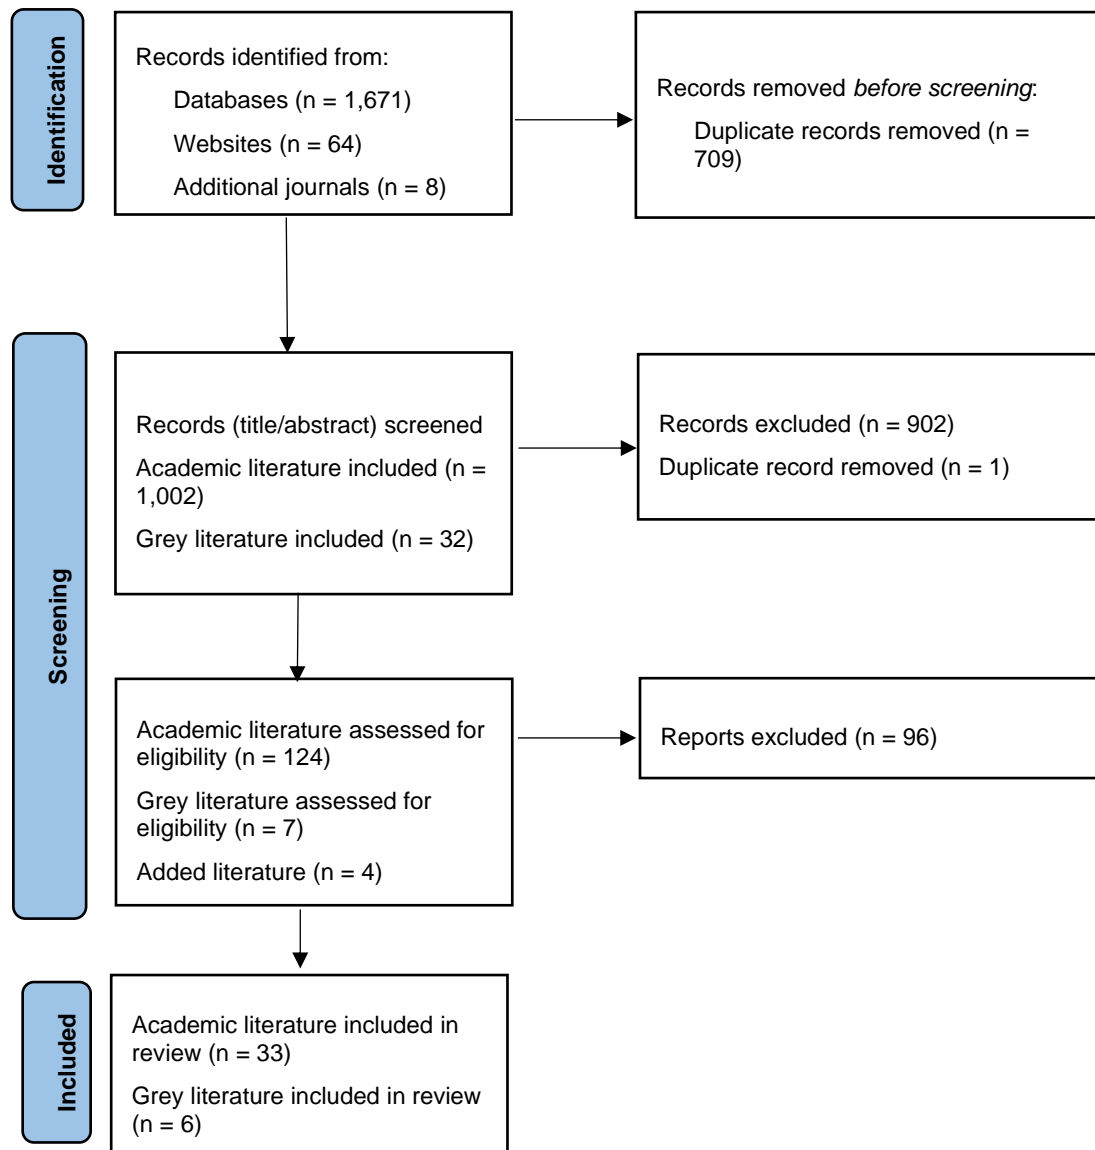 Identification
Records identified from:
Databases (n = 1,671)
Websites (n = 64)
Additional journals (n = 8)
Records removed before screening:
Duplicate records removed (n =
709)
Screening
Records (title/abstract) screened
Academic literature included (n =
1,002)
Grey literature included (n = 32)
Records excluded (n = 902)
Duplicate record removed (n = 1)
Academic literature assessed for
eligibility (n = 124)
Grey literature assessed for
eligibility (n = 7)
Added literature (n = 4)
Reports excluded (n = 96)
Included
Academic literature included in
review (n = 33)
Grey literature included in review
(n = 6)